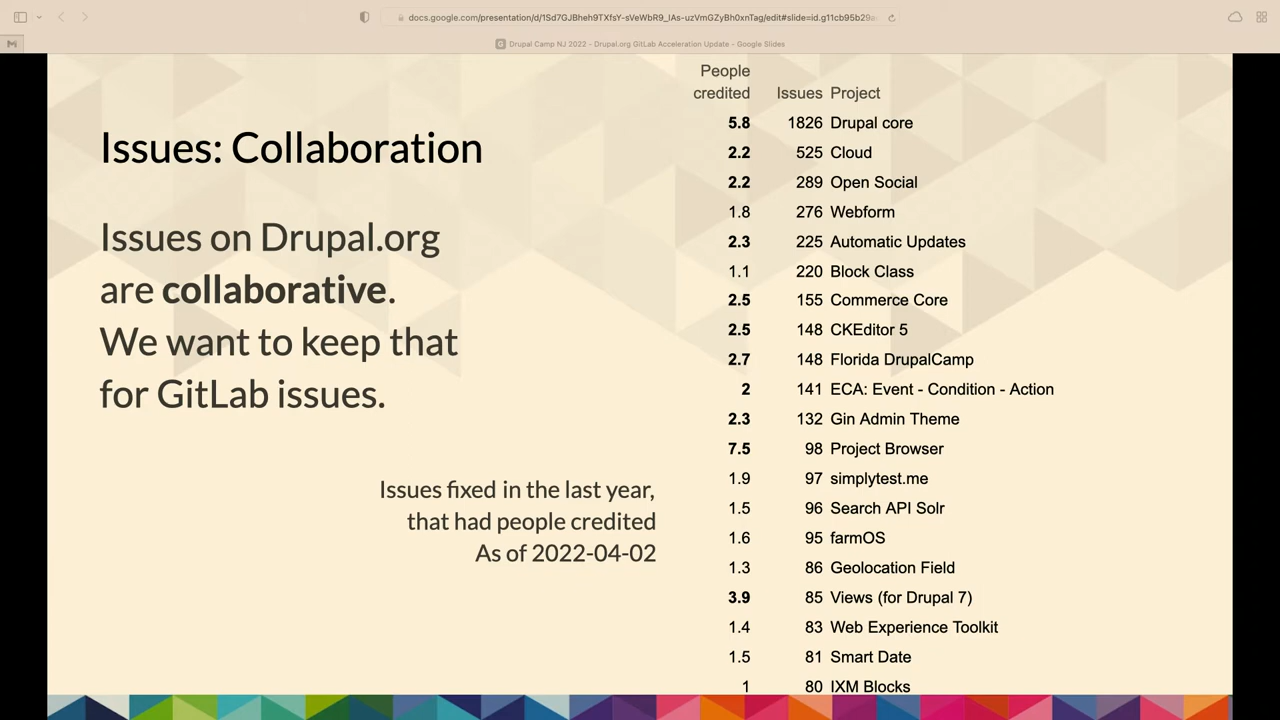 docs.google.com/presentation/d/1Sd7GJBheh9TXfsY-sVeWbR9_IAs-uzVmGZyBh0xnTag/edit#slide=id.g11cb95b29a
Drupal Camp NJ 2022 - Drupal.org GitLab Acceleration Update - Google Slides
Issues: Collaboration
Issues on Drupal.org
are collaborative.
We want to keep that
for GitLab issues.
Issues fixed in the last year,
that had people credited
As of 2022-04-02
People
credited Issues Project
5.8 1826 Drupal core
2.2 525 Cloud
2.2 289 Open Social
1.8 276 Webform
2.3 225 Automatic Updates
1.1 220 Block Class
2.5 155 Commerce Core
2.5 148 CKEditor 5
2.7 148 Florida DrupalCamp
2 141 ECA: Event - Condition - Action
2.3 132 Gin Admin Theme
7.5 98 Project Browser
1.9 97 simplytest.me
1.5 96 Search API Solr
1.6 95 farmOS
1.3 86 Geolocation Field
3.9 85 Views (for Drupal 7)
1.4 83 Web Experience Toolkit
1.5 81 Smart Date
1 80 IXM Blocks